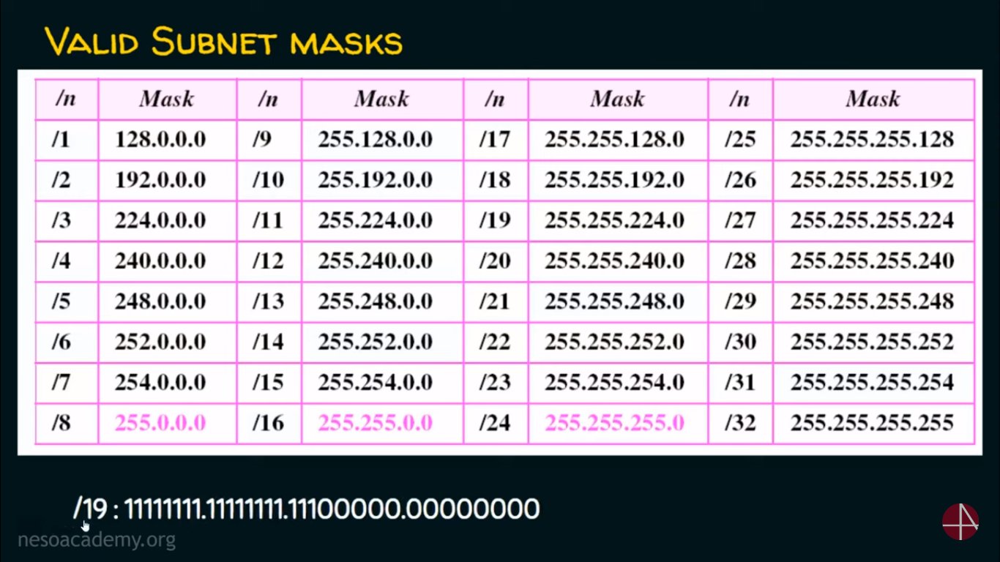 VALID SUBNET MASKS
/n Mask /n Mask /n Mask /n Mask
/1 128.0.0.0 /9 255.128.0.0 /17 255.255.128.0 /25 255.255.255.128
/2 192.0.0.0 /10 255.192.0.0 /18 255.255.192.0 /26 255.255.255.192
/3 224.0.0.0 /11 255.224.0.0 /19 255.255.224.0 /27 255.255.255.224
/4 240.0.0.0 /12 255.240.0.0 /20 255.255.240.0 /28 255.255.255.240
/5 248.0.0.0 /13 255.248.0.0 /21 255.255.248.0 /29 255.255.255.248
/6 252.0.0.0 /14 255.252.0.0 /22 255.255.252.0 /30 255.255.255.252
/7 254.0.0.0 /15 255.254.0.0 /23 255.255.254.0 /31 255.255.255.254
/8 255.0.0.0 /16 255.255.0.0 /24 255.255.255.0 /32 255.255.255.255
/19 : 11111111.11111111.11100000.00000000
nesoacademy.org